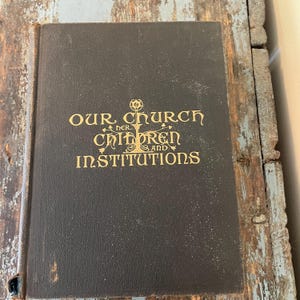 OUR CHURCH
HER
CHILDREN
AND
INSTITUTIONS